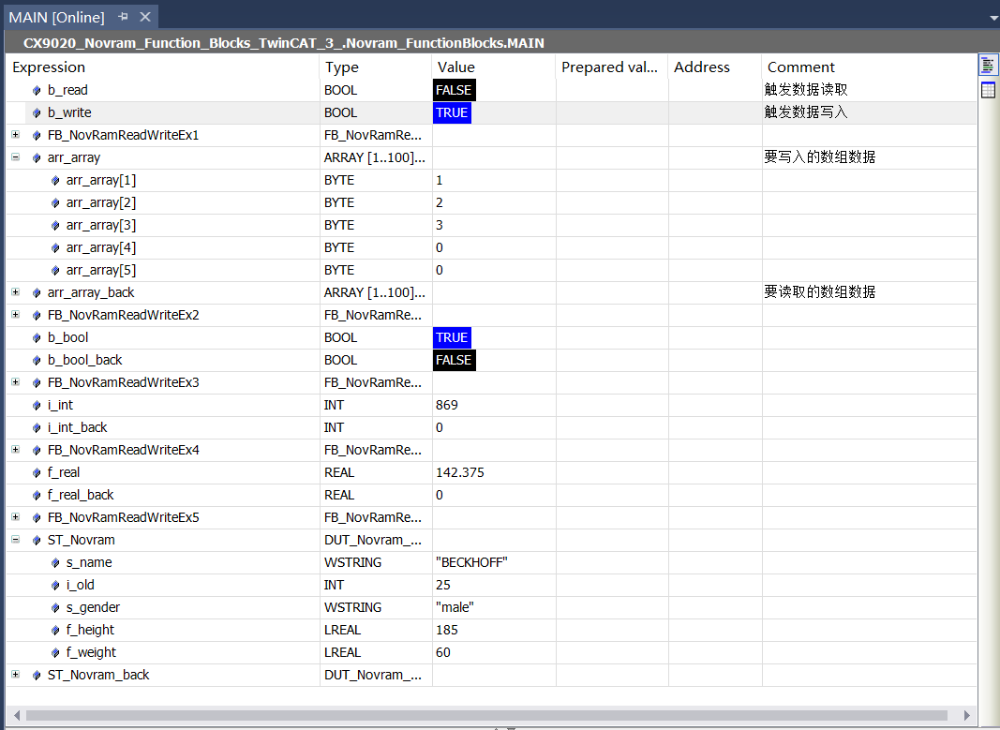 MAIN [Online]
CX9020_Novram_Function_Blocks_TwinCAT_3_.Novram_FunctionBlocks.MAIN
Expression Type Value Prepared val... Address Comment
b_read BOOL FALSE 触发数据读取
b_write BOOL TRUE 触发数据写入
FB_NovRamReadWriteEx1 FB_NovRamRe...
arr_array ARRAY [1..100]... 要写入的数组数据
arr_array[1] BYTE 1
arr_array[2] BYTE 2
arr_array[3] BYTE 3
arr_array[4] BYTE 0
arr_array[5] BYTE 0
arr_array_back ARRAY [1..100]... 要读取的数组数据
FB_NovRamReadWriteEx2 FB_NovRamRe...
b_bool BOOL TRUE
b_bool_back BOOL FALSE
FB_NovRamReadWriteEx3 FB_NovRamRe...
i_int INT 869
i_int_back INT 0
FB_NovRamReadWriteEx4 FB_NovRamRe...
f_real REAL 142.375
f_real_back REAL 0
FB_NovRamReadWriteEx5 FB_NovRamRe...
ST_Novram DUT_Novram_...
s_name WSTRING "BECKHOFF"
i_old INT 25
s_gender WSTRING "male"
f_height LREAL 185
f_weight LREAL 60
ST_Novram_back DUT_Novram_...